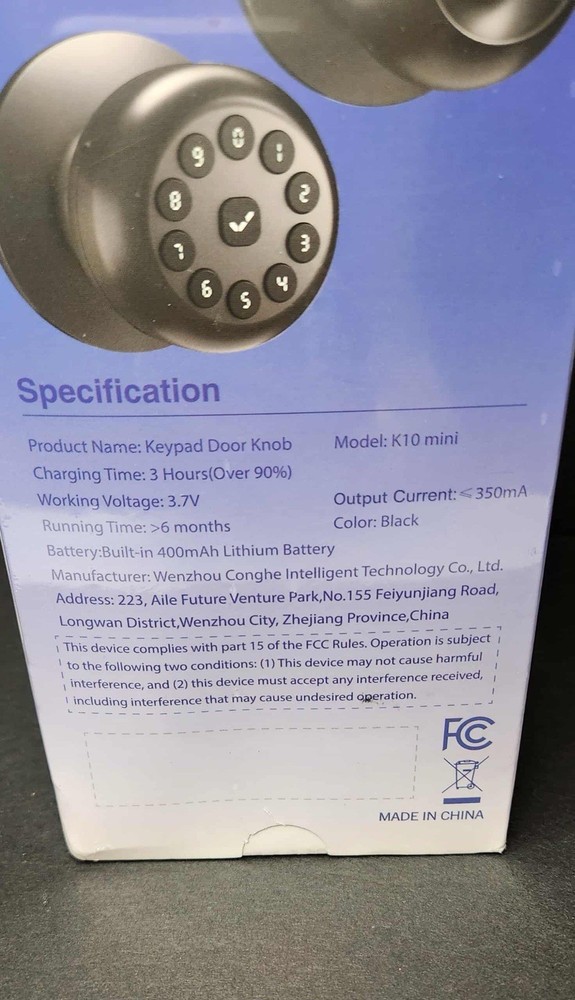 0
9 1
8 2
7 3
6 4
5
Specification
Product Name: Keypad Door Knob Model: K10 mini
Charging Time: 3 Hours(Over 90%)
Working Voltage: 3.7V Output Current:≤350mA
Running Time: >6 months Color: Black
Battery:Built-in 400mAh Lithium Battery
Manufacturer: Wenzhou Conghe Intelligent Technology Co., Ltd.
Address: 223, Aile Future Venture Park,No.155 Feiyunjiang Road,
Longwan District,Wenzhou City, Zhejiang Province,China
This device complies with part 15 of the FCC Rules. Operation is subject
to the following two conditions: (1) This device may not cause harmful
interference, and (2) this device must accept any interference received,
including interference that may cause undesired operation.
FC
MADE IN CHINA